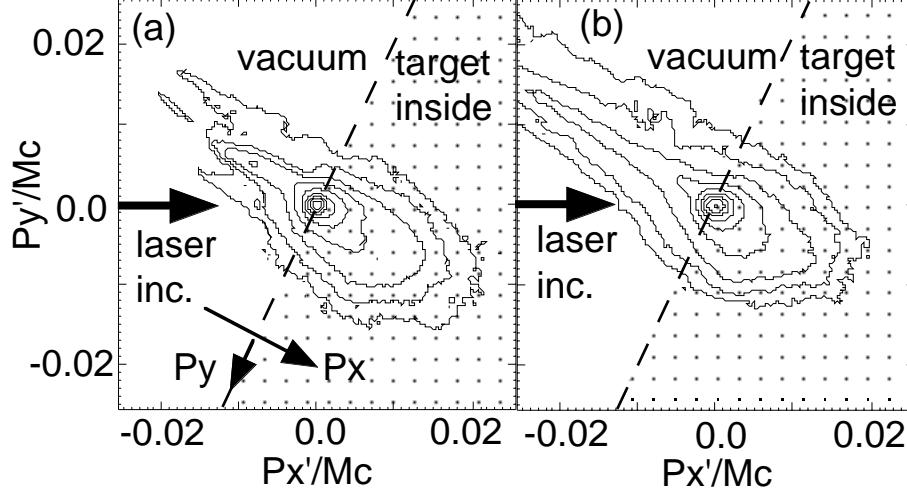 (a)
vacuum
target
inside
laser
inc.
Py
Px
0.02
0.0
-0.02
Py'/Mc
-0.02
0.0
0.02
Px'/Mc
(b)
vacuum
target
inside
laser
inc.
-0.02
0.0
0.02
Px'/Mc